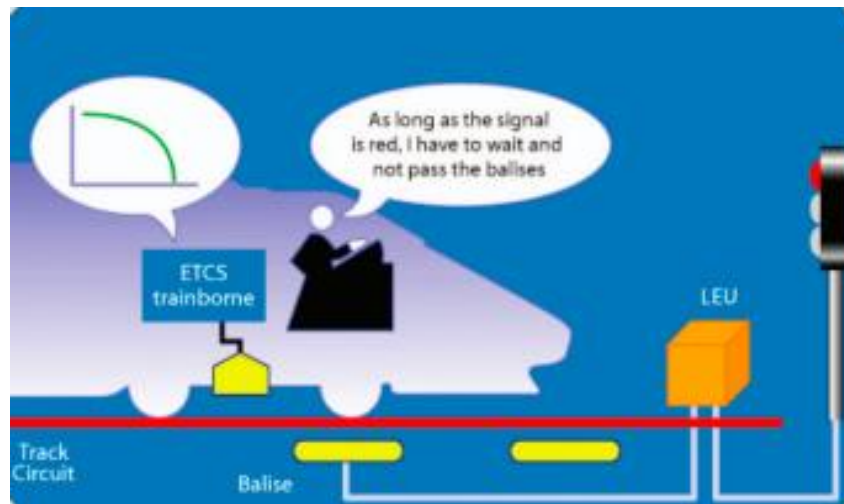 As long as the signal
is red, I have to wait and
not pass the balises
ETCS
trainborne
LEU
Track
Circuit
Balise